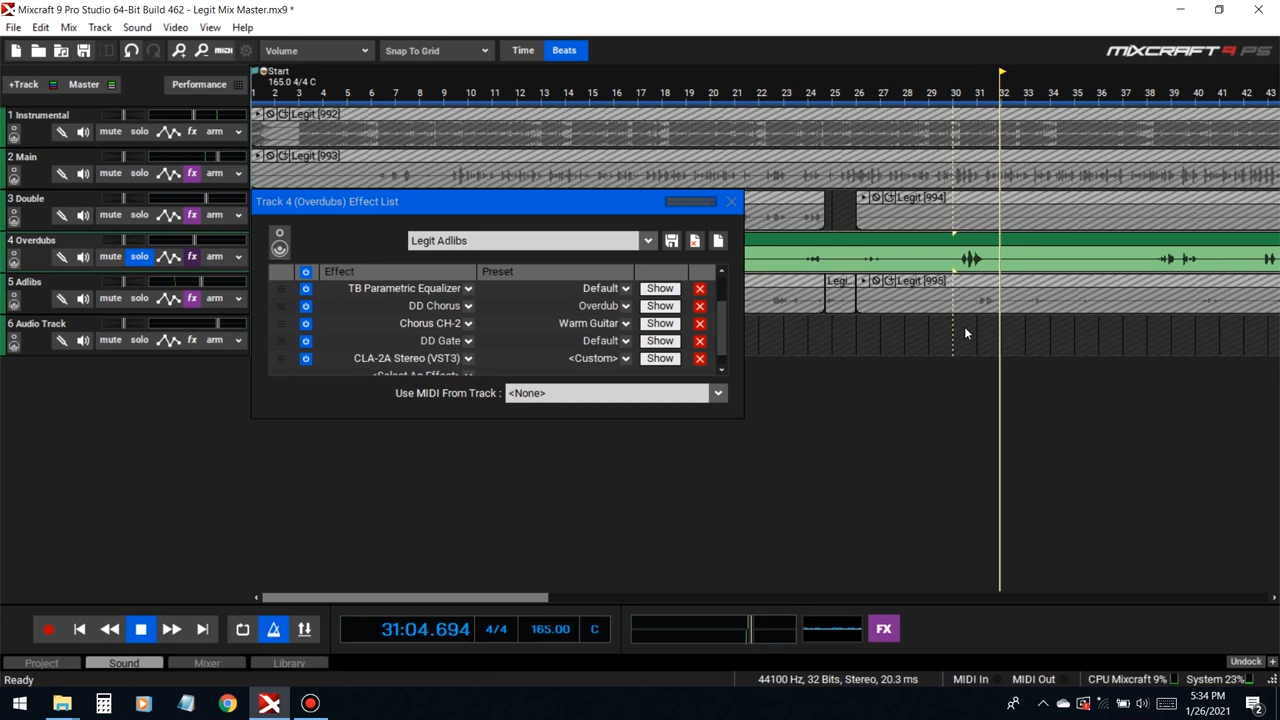 Mixcraft 9 Pro Studio 64-Bit Build 462 - Legit Mix Master.mx9 *
File Edit Mix Track Sound Video View Help
MIDI Volume Snap To Grid Time Beats MIXCRAFT 9 PS
+Track Master Performance
Start
165.0 4/4 C
1 2 3 4 5 6 7 8 9 10 11 12 13 14 15 16 17 18 19 20 21 22 23 24 25 26 27 28 29 30 31 32 33 34 35 36 37 38 39 40 41 42 43
1 Instrumental
mute solo fx arm
Legit [992]
2 Main
mute solo fx arm
Legit [993]
3 Double
mute solo fx arm
Legit [994]
4 Overdubs
mute solo fx arm
5 Adlibs
mute solo fx arm
Legi...
Legit [995]
6 Audio Track
mute solo fx arm
Track 4 (Overdubs) Effect List
Legit Adlibs
Effect Preset
TB Parametric Equalizer Default Show
DD Chorus Overdub Show
Chorus CH-2 Warm Guitar Show
DD Gate Default Show
CLA-2A Stereo (VST3) <Custom> Show
<Select An Effect>
Use MIDI From Track : <None>
31:04.694 4/4 165.00 C FX
Project Sound Mixer Library Undock +
Ready 44100 Hz, 32 Bits, Stereo, 20.3 ms MIDI In MIDI Out CPU Mixcraft 9% System 23%
5:34 PM
1/26/2021
2